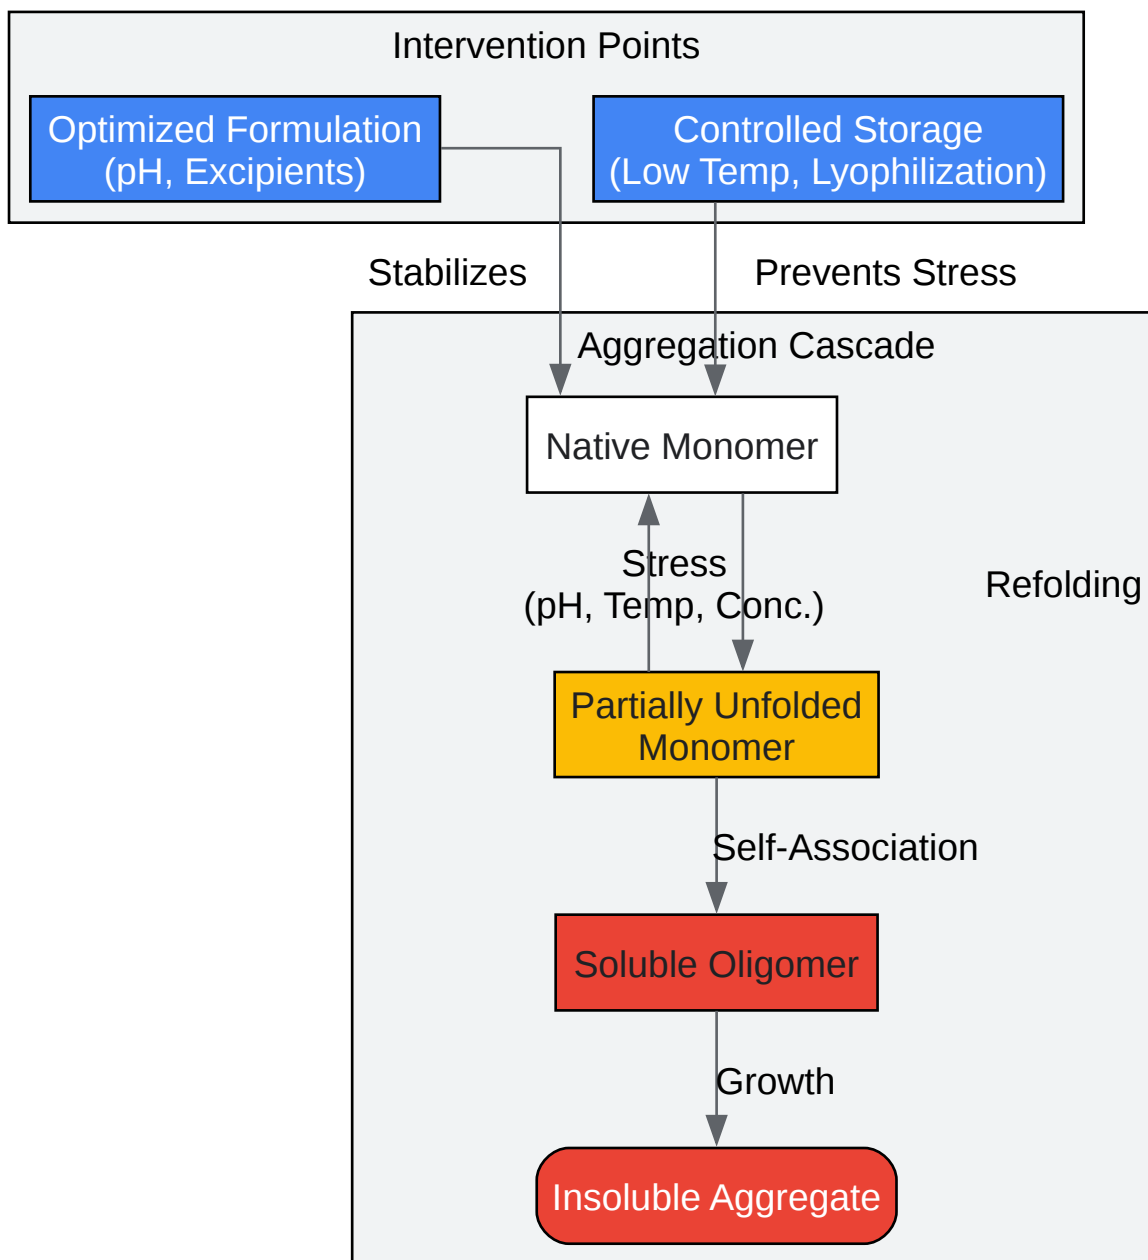 Intervention Points
Optimized Formulation
(pH, Excipients)
Controlled Storage
(Low Temp, Lyophilization)
Stabilizes
Prevents Stress
Aggregation Cascade
Native Monomer
Stress
(pH, Temp, Conc.)
Refolding
Partially Unfolded
Monomer
Self-Association
Soluble Oligomer
Growth
Insoluble Aggregate